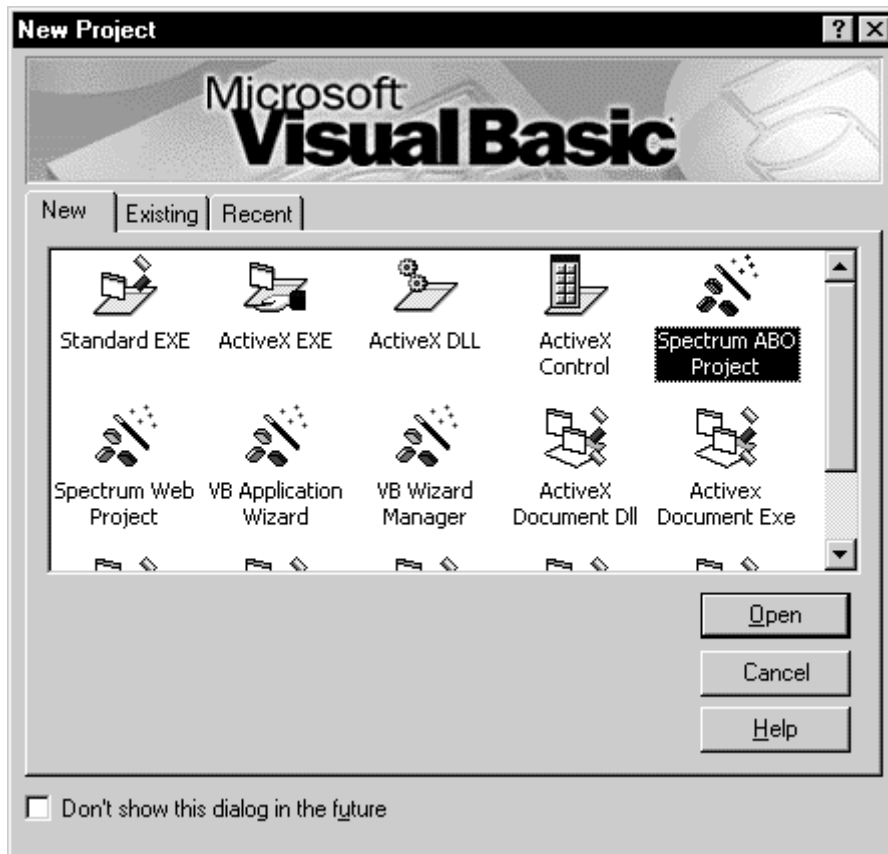 New Project
Microsoft
Visual Basic
New Existing Recent
Standard EXE ActiveX EXE ActiveX DLL ActiveX Control Spectrum ABO Project
Spectrum Web Project VB Application Wizard VB Wizard Manager ActiveX Document Dll Activex Document Exe
Open
Cancel
Help
Don't show this dialog in the future